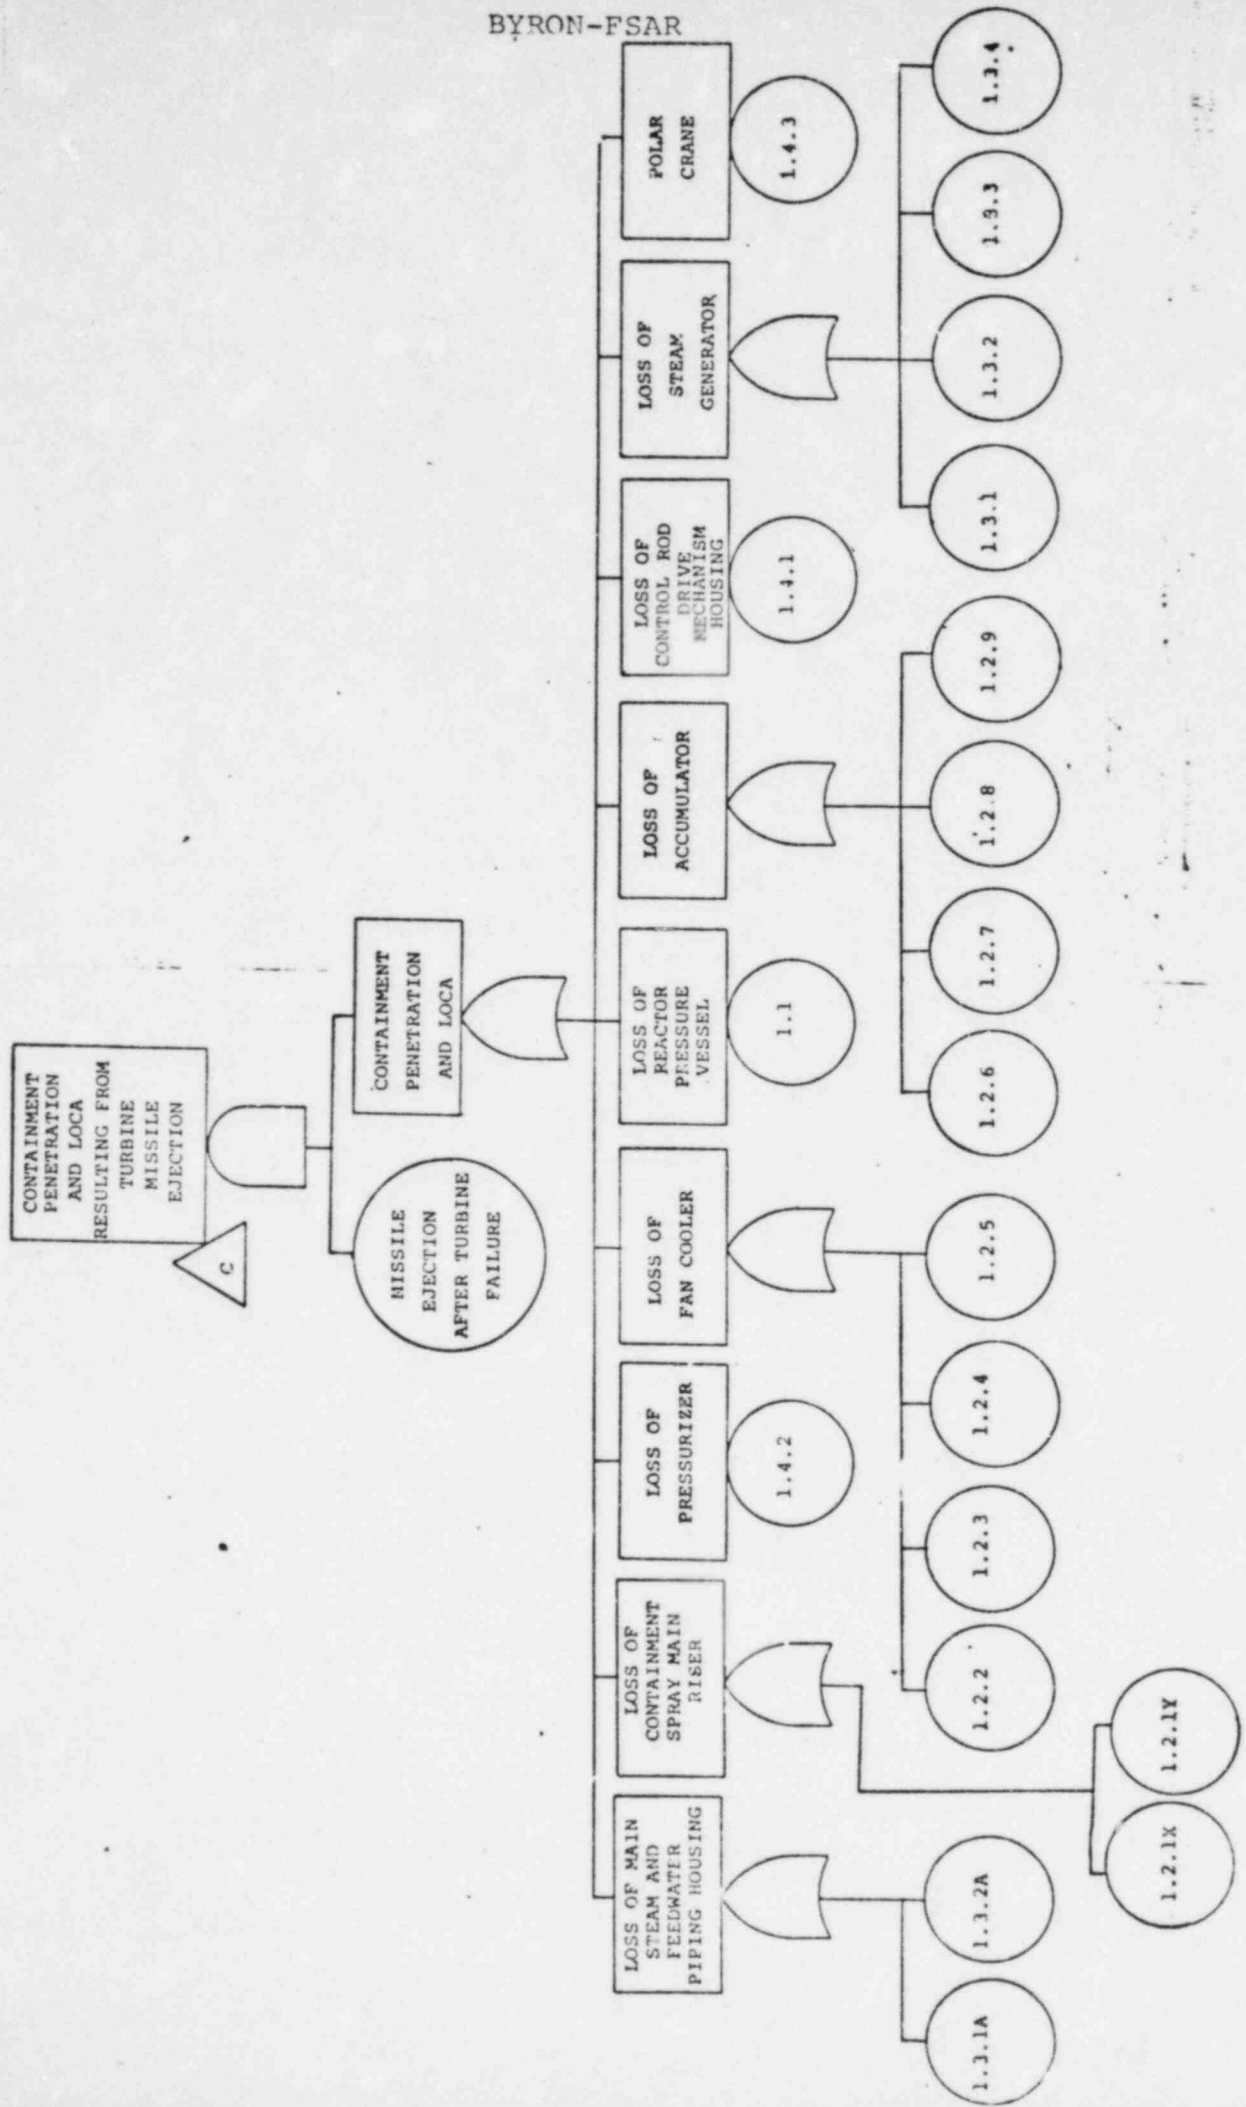 BYRON-FSAR
CONTAINMENT
PENETRATION
AND LOCA
RESULTING FROM
TURBINE
MISSILE
EJECTION
C
MISSILE
EJECTION
AFTER TURBINE
FAILURE
CONTAINMENT
PENETRATION
AND LOCA
LOSS OF MAIN
STEAM AND
FEEDWATER
PIPING HOUSING
LOSS OF
CONTAINMENT
SPRAY MAIN
RISER
LOSS OF
PRESSURIZER
LOSS OF
FAN COOLER
LOSS OF
REACTOR
PRESSURE
VESSEL
LOSS OF
ACCUMULATOR
LOSS OF
CONTROL ROD
DRIVE
MECHANISM
HOUSING
LOSS OF
STEAM
GENERATOR
POLAR
CRANE
1.4.2
1.1
1.4.1
1.4.3
1.3.1A
1.3.2A
1.2.2
1.2.3
1.2.4
1.2.5
1.2.6
1.2.7
1.2.8
1.2.9
1.3.1
1.3.2
1.3.3
1.3.4
1.2.1X
1.2.1Y